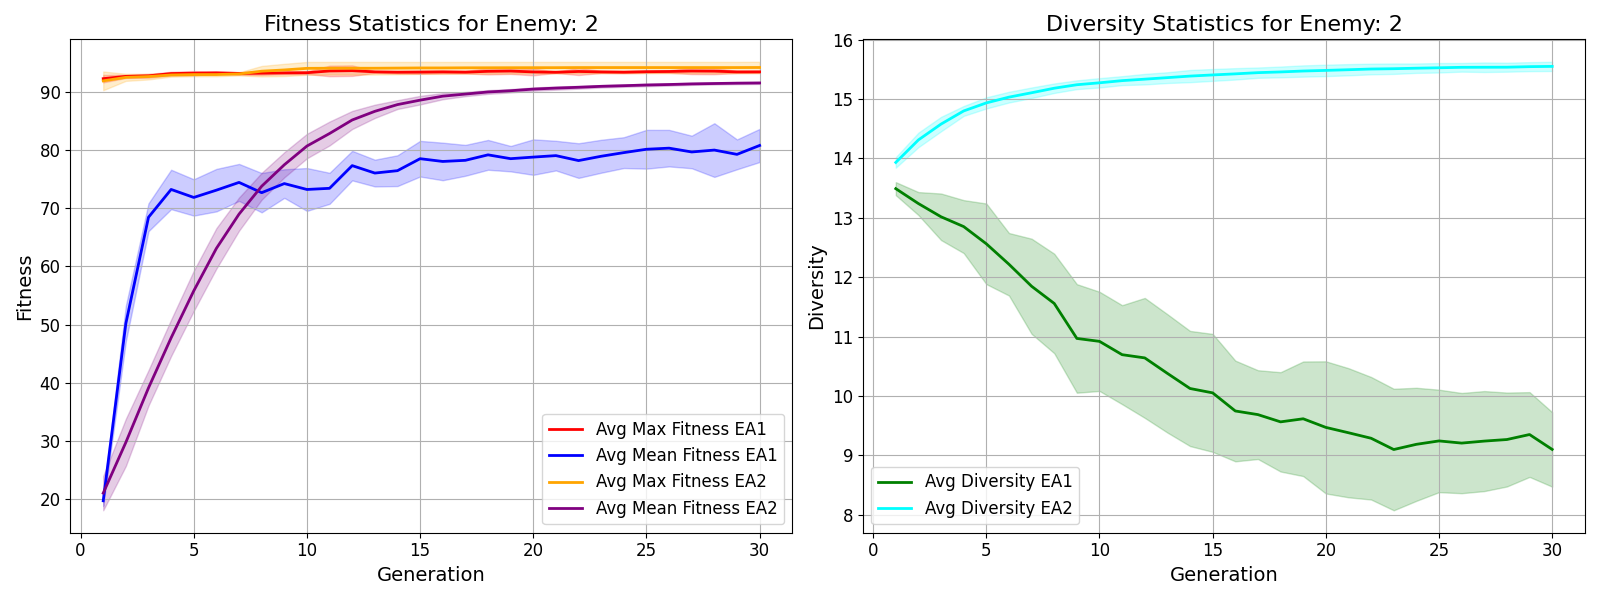 Fitness Statistics for Enemy: 2
Fitness
90
80
70
60
50
40
30
20
0 5 10 15 20 25 30
Generation
Avg Max Fitness EA1
Avg Mean Fitness EA1
Avg Max Fitness EA2
Avg Mean Fitness EA2
Diversity Statistics for Enemy: 2
Diversity
16
15
14
13
12
11
10
9
8
0 5 10 15 20 25 30
Generation
Avg Diversity EA1
Avg Diversity EA2